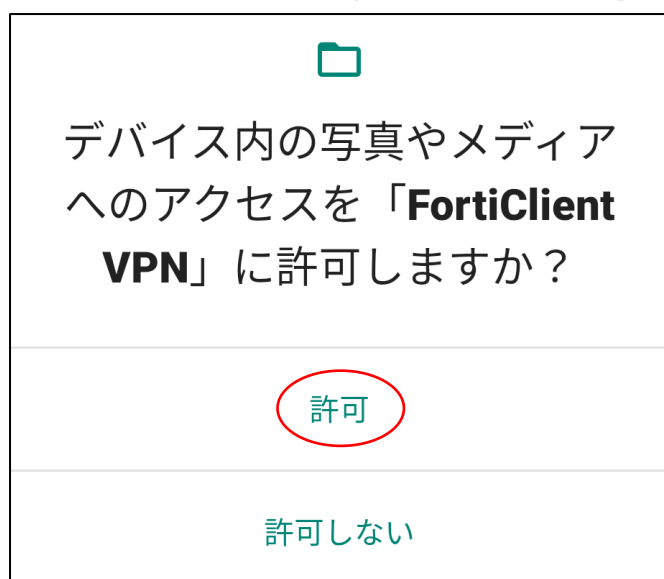 デバイス内の写真やメディア
へのアクセスを「FortiClient
VPN」に許可しますか？
許可
許可しない